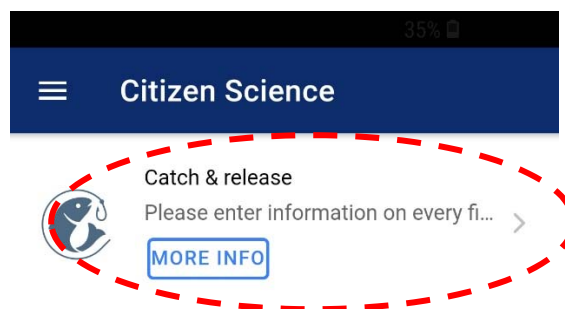 35%
Citizen Science
Catch & release
Please enter information on every fi...
MORE INFO